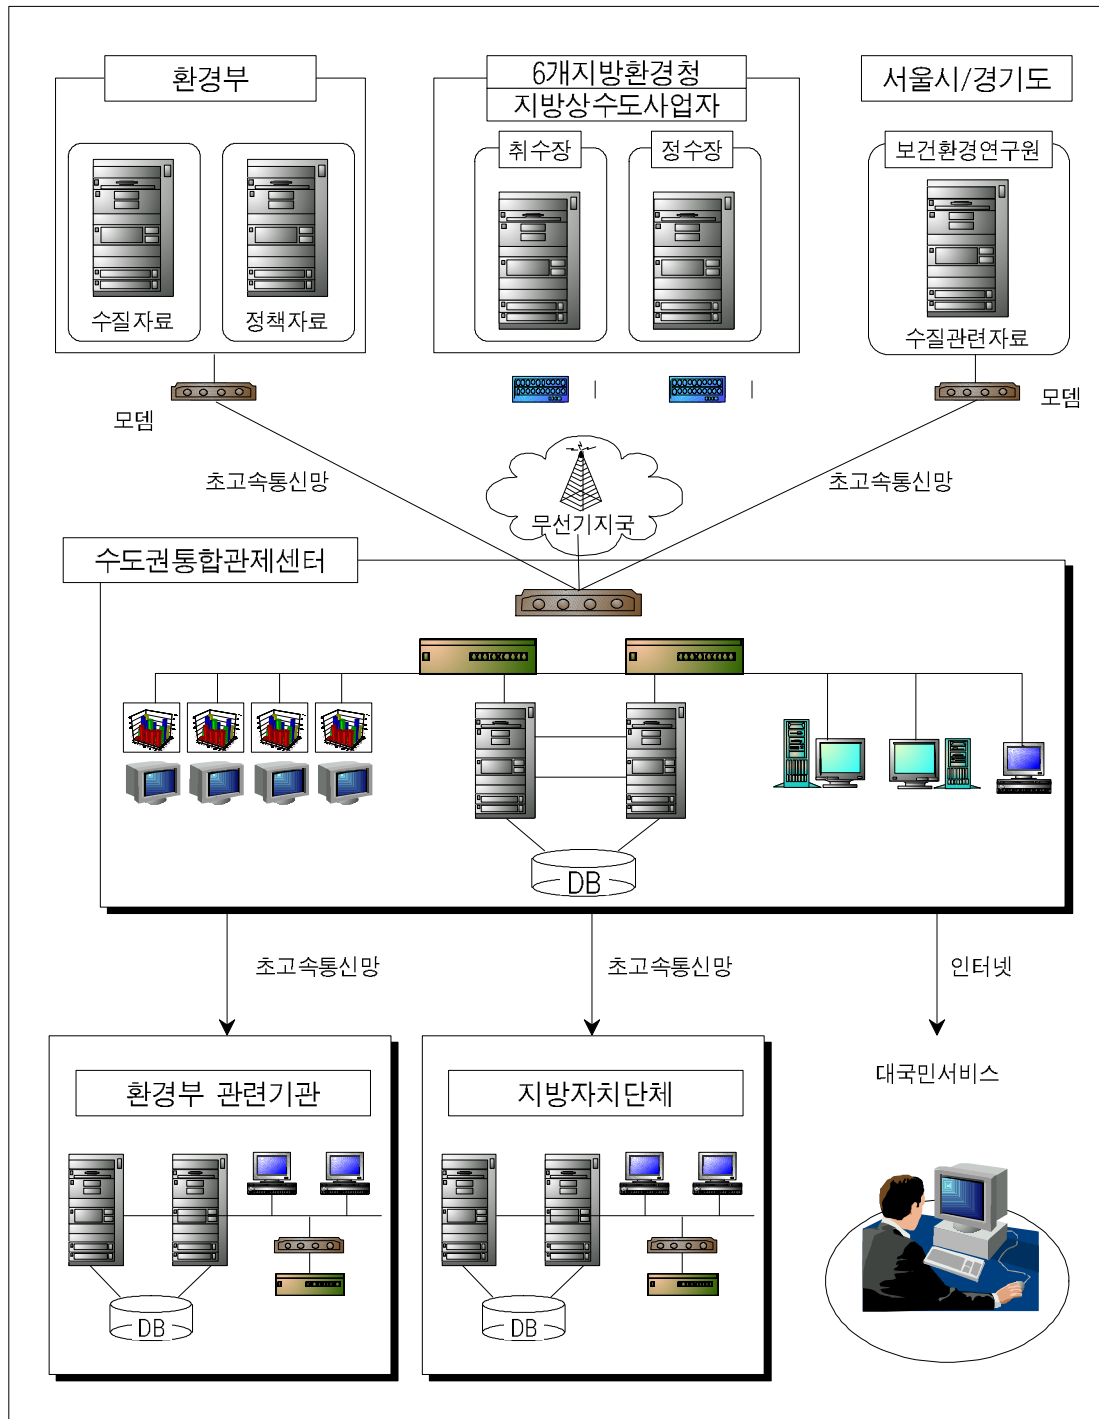 환경부
6개지방환경청
지방상수도사업자
서울시/경기도
취수장
정수장
보건환경연구원
수질자료
정책자료
수질관련자료
모뎀
모뎀
초고속통신망
초고속통신망
무선기지국
수도권통합관제센터
DB
초고속통신망
초고속통신망
인터넷
대국민서비스
환경부 관련기관
지방자치단체
DB
DB